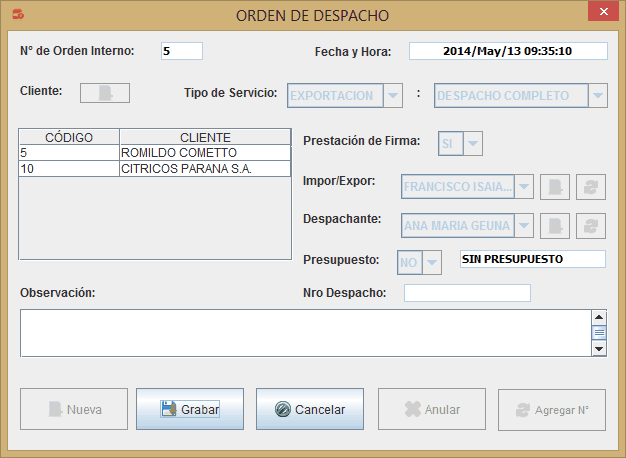 ORDEN DE DESPACHO
N° de Orden Interno: 5 Fecha y Hora: 2014/May/13 09:35:10
Cliente: Tipo de Servicio: EXPORTACION : DESPACHO COMPLETO
CÓDIGO CLIENTE
5 ROMILDO COMETTO
10 CITRICOS PARANA S.A.
Prestación de Firma: SI
Impor/Expor: FRANCISCO ISAIA...
Despachante: ANA MARIA GEUNA
Presupuesto: NO SIN PRESUPUESTO
Observación: Nro Despacho:
Nueva Grabar Cancelar Anular Agregar N°